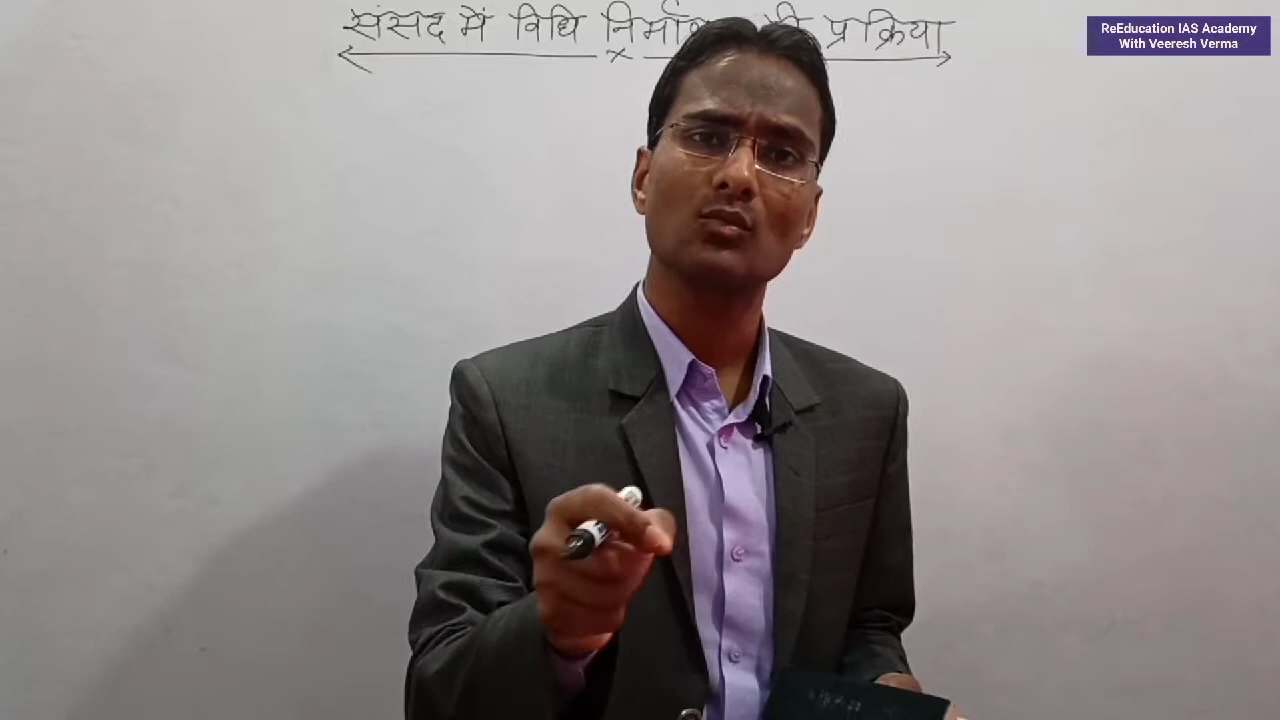 संसद में विधि निर्माण की प्रक्रिया
ReEducation IAS Academy
With Veeresh Verma